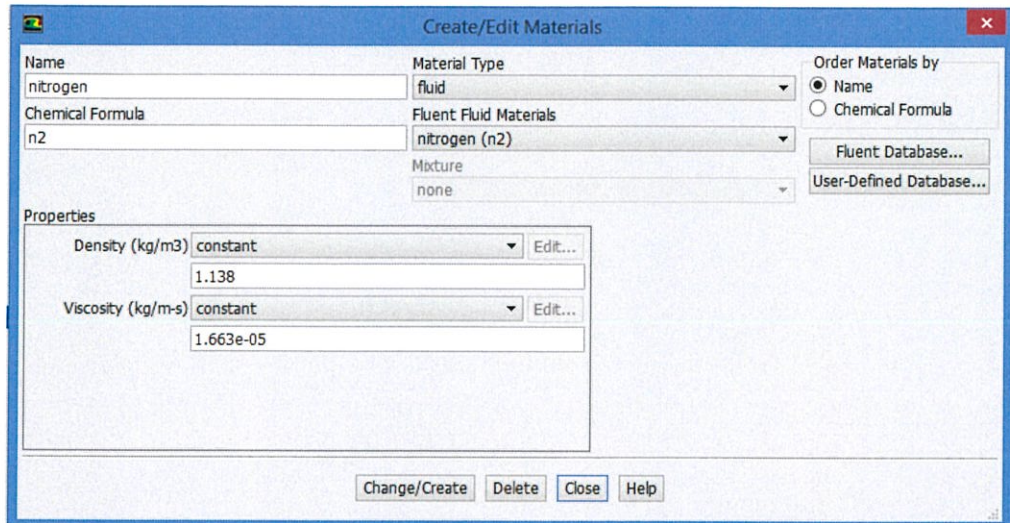 Create/Edit Materials
Name
nitrogen
Chemical Formula
n2
Material Type
fluid
Fluent Fluid Materials
nitrogen (n2)
Mixture
none
Order Materials by
Name
Chemical Formula
Fluent Database...
User-Defined Database...
Properties
Density (kg/m3) constant Edit...
1.138
Viscosity (kg/m-s) constant Edit...
1.663e-05
Change/Create Delete Close Help